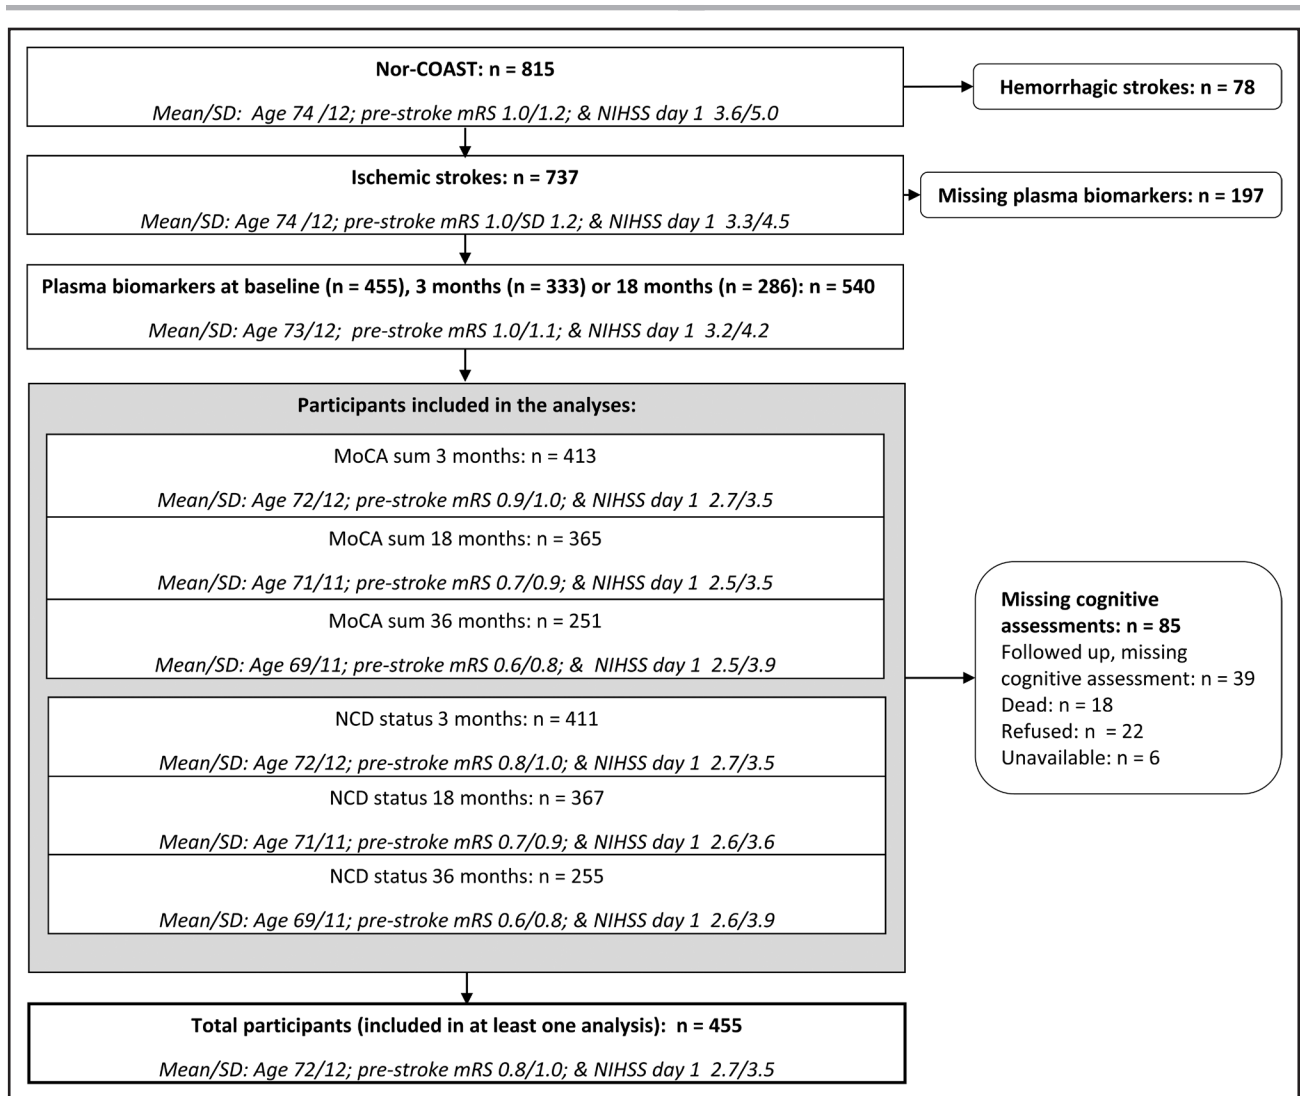 Nor-COAST: n = 815
Mean/SD: Age 74 /12; pre-stroke mRS 1.0/1.2; & NIHSS day 1 3.6/5.0
Hemorrhagic strokes: n = 78
Ischemic strokes: n = 737
Mean/SD: Age 74 /12; pre-stroke mRS 1.0/SD 1.2; & NIHSS day 1 3.3/4.5
Missing plasma biomarkers: n = 197
Plasma biomarkers at baseline (n = 455), 3 months (n = 333) or 18 months (n = 286): n = 540
Mean/SD: Age 73/12; pre-stroke mRS 1.0/1.1; & NIHSS day 1 3.2/4.2
Participants included in the analyses:
MoCA sum 3 months: n = 413
Mean/SD: Age 72/12; pre-stroke mRS 0.9/1.0; & NIHSS day 1 2.7/3.5
MoCA sum 18 months: n = 365
Mean/SD: Age 71/11; pre-stroke mRS 0.7/0.9; & NIHSS day 1 2.5/3.5
MoCA sum 36 months: n = 251
Mean/SD: Age 69/11; pre-stroke mRS 0.6/0.8; & NIHSS day 1 2.5/3.9
NCD status 3 months: n = 411
Mean/SD: Age 72/12; pre-stroke mRS 0.8/1.0; & NIHSS day 1 2.7/3.5
NCD status 18 months: n = 367
Mean/SD: Age 71/11; pre-stroke mRS 0.7/0.9; & NIHSS day 1 2.6/3.6
NCD status 36 months: n = 255
Mean/SD: Age 69/11; pre-stroke mRS 0.6/0.8; & NIHSS day 1 2.6/3.9
Missing cognitive
assessments: n = 85
Followed up, missing
cognitive assessment: n = 39
Dead: n = 18
Refused: n = 22
Unavailable: n = 6
Total participants (included in at least one analysis): n = 455
Mean/SD: Age 72/12; pre-stroke mRS 0.8/1.0; & NIHSS day 1 2.7/3.5